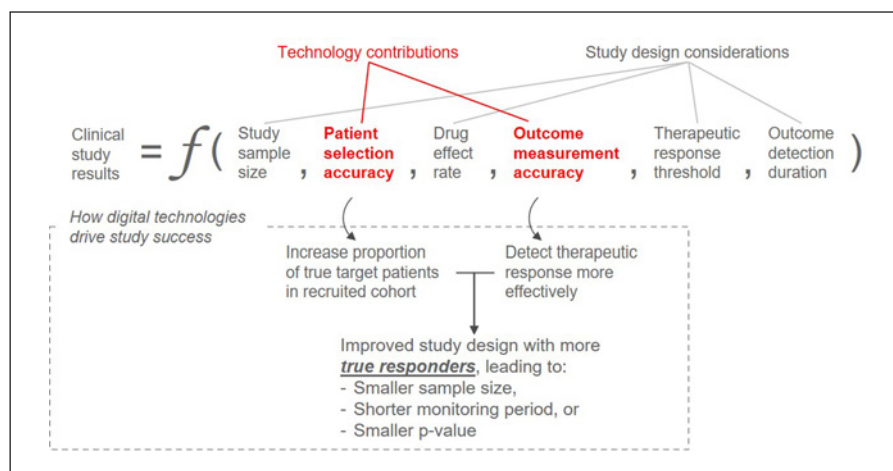 Technology contributions
Study design considerations
Clinical
study
results
= f (
Study
sample
size
,
Patient
selection
accuracy
,
Drug
effect
rate
,
Outcome
measurement
accuracy
,
Therapeutic
response
threshold
,
Outcome
detection
duration
)
How digital technologies
drive study success
Increase proportion
of true target patients
in recruited cohort
Detect therapeutic
response more
effectively
Improved study design with more
true responders, leading to:
- Smaller sample size,
- Shorter monitoring period, or
- Smaller p-value